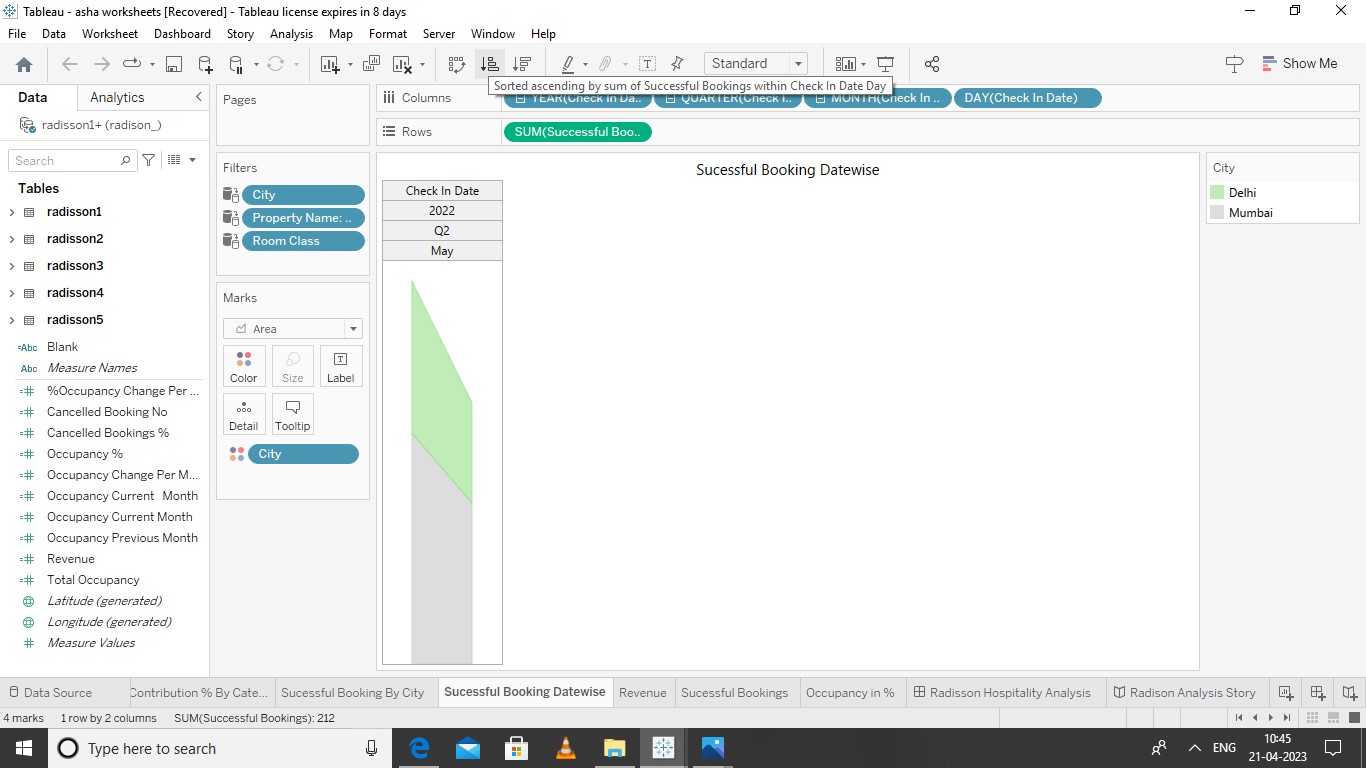 Tableau - asha worksheets [Recovered] - Tableau license expires in 8 days
File Data Worksheet Dashboard Story Analysis Map Format Server Window Help
Standard
Show Me
Sorted ascending by sum of Successful Bookings within Check In Date Day
Data Analytics
radisson1+ (radison_)
Search
Tables
radisson1
radisson2
radisson3
radisson4
radisson5
=Abc Blank
Abc Measure Names
%Occupancy Change Per ...
Cancelled Booking No
Cancelled Bookings %
Occupancy %
Occupancy Change Per M...
Occupancy Current Month
Occupancy Current Month
Occupancy Previous Month
Revenue
Total Occupancy
Latitude (generated)
Longitude (generated)
Measure Values
Pages
Filters
City
Property Name: ..
Room Class
Marks
Area
Color Size Label
Detail Tooltip
City
Columns YEAR(Check In Da.. QUARTER(Check I.. MONTH(Check In .. DAY(Check In Date)
Rows SUM(Successful Boo..
Sucessful Booking Datewise
Check In Date
2022
Q2
May
City
Delhi
Mumbai
Data Source Contribution % By Cate... Sucessful Booking By City Sucessful Booking Datewise Revenue Sucessful Bookings Occupancy in % Radisson Hospitality Analysis Radison Analysis Story
4 marks 1 row by 2 columns SUM(Successful Bookings): 212
Type here to search
ENG
10:45
21-04-2023